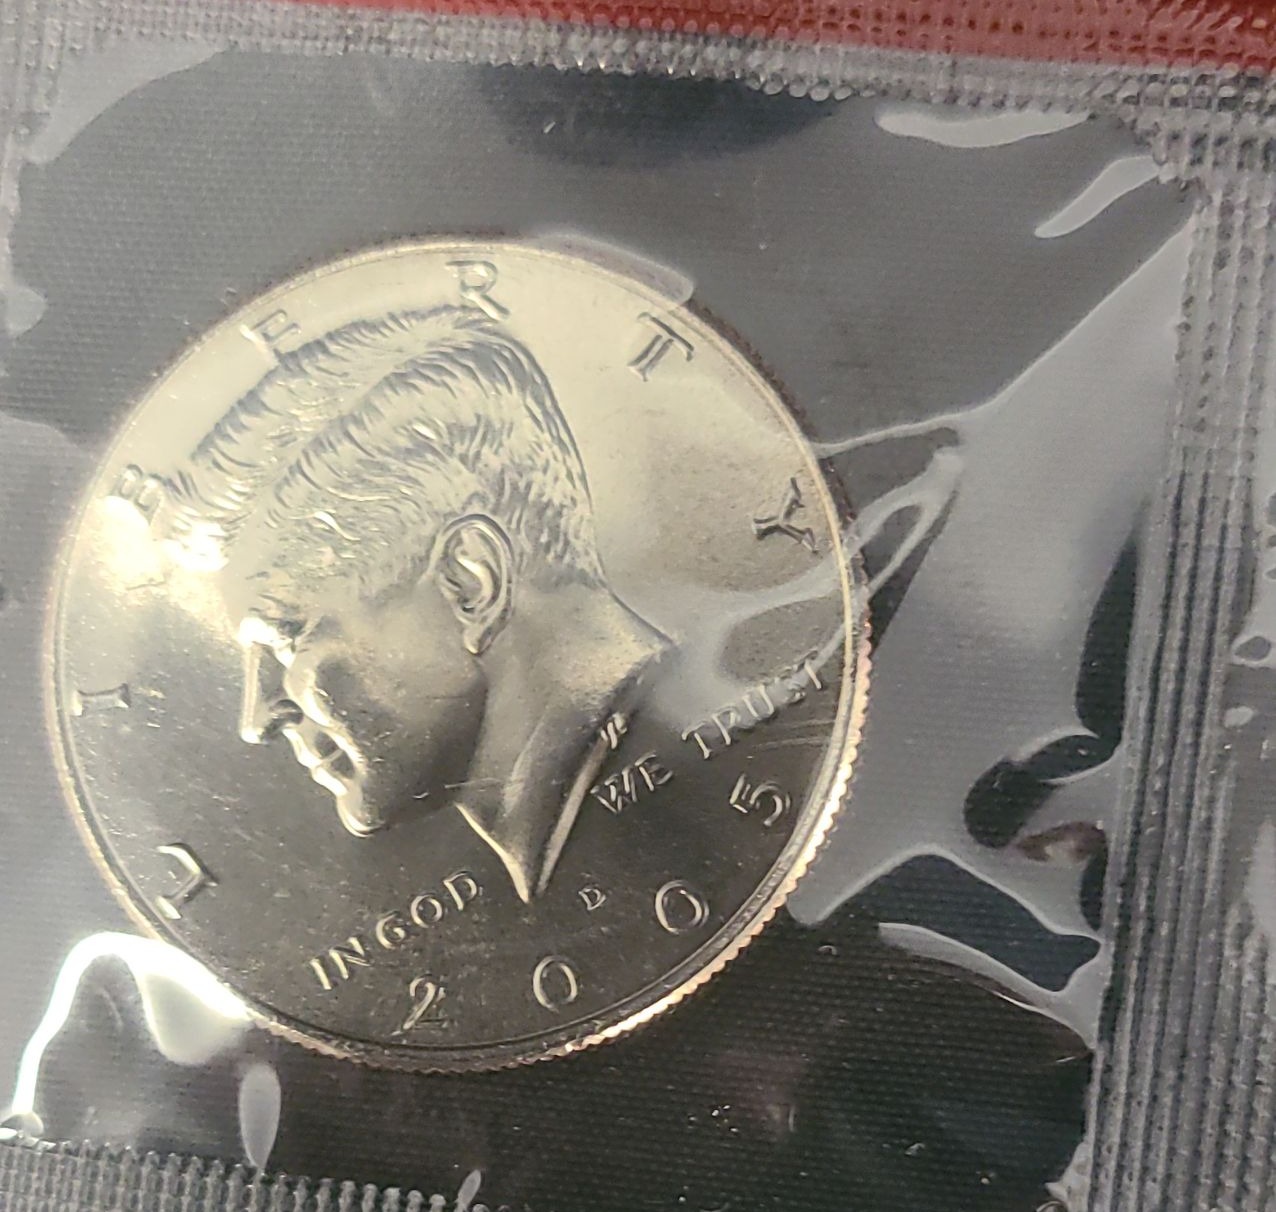 LIBERTY
IN GOD WE TRUST
D
2005